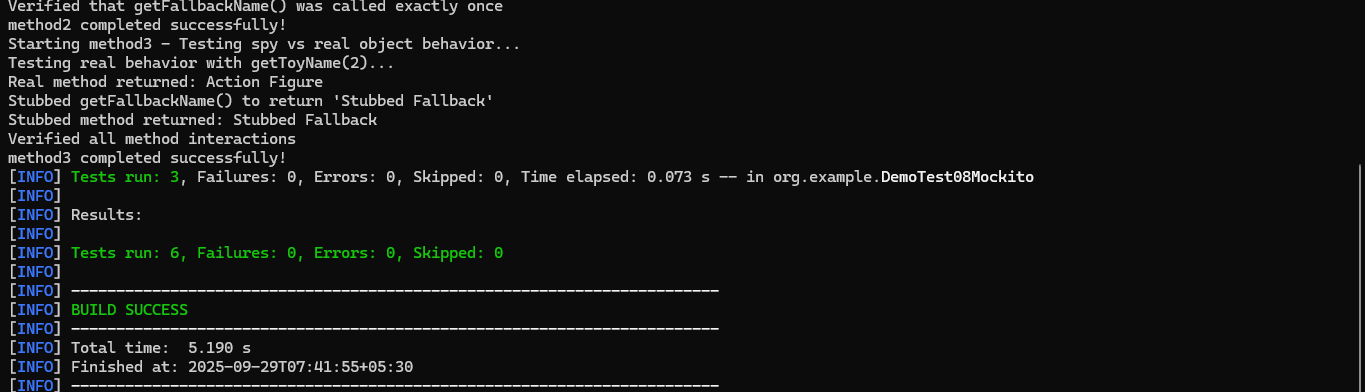 Verified that getFallbackName() was called exactly once
method2 completed successfully!
Starting method3 - Testing spy vs real object behavior...
Testing real behavior with getToyName(2)...
Real method returned: Action Figure
Stubbed getFallbackName() to return 'Stubbed Fallback'
Stubbed method returned: Stubbed Fallback
Verified all method interactions
method3 completed successfully!
[INFO] Tests run: 3, Failures: 0, Errors: 0, Skipped: 0, Time elapsed: 0.073 s -- in org.example.DemoTest08Mockito
[INFO]
[INFO] Results:
[INFO]
[INFO] Tests run: 6, Failures: 0, Errors: 0, Skipped: 0
[INFO]
[INFO] ------------------------------------------------------------------------
[INFO] BUILD SUCCESS
[INFO] ------------------------------------------------------------------------
[INFO] Total time:  5.190 s
[INFO] Finished at: 2025-09-29T07:41:55+05:30
[INFO] ------------------------------------------------------------------------